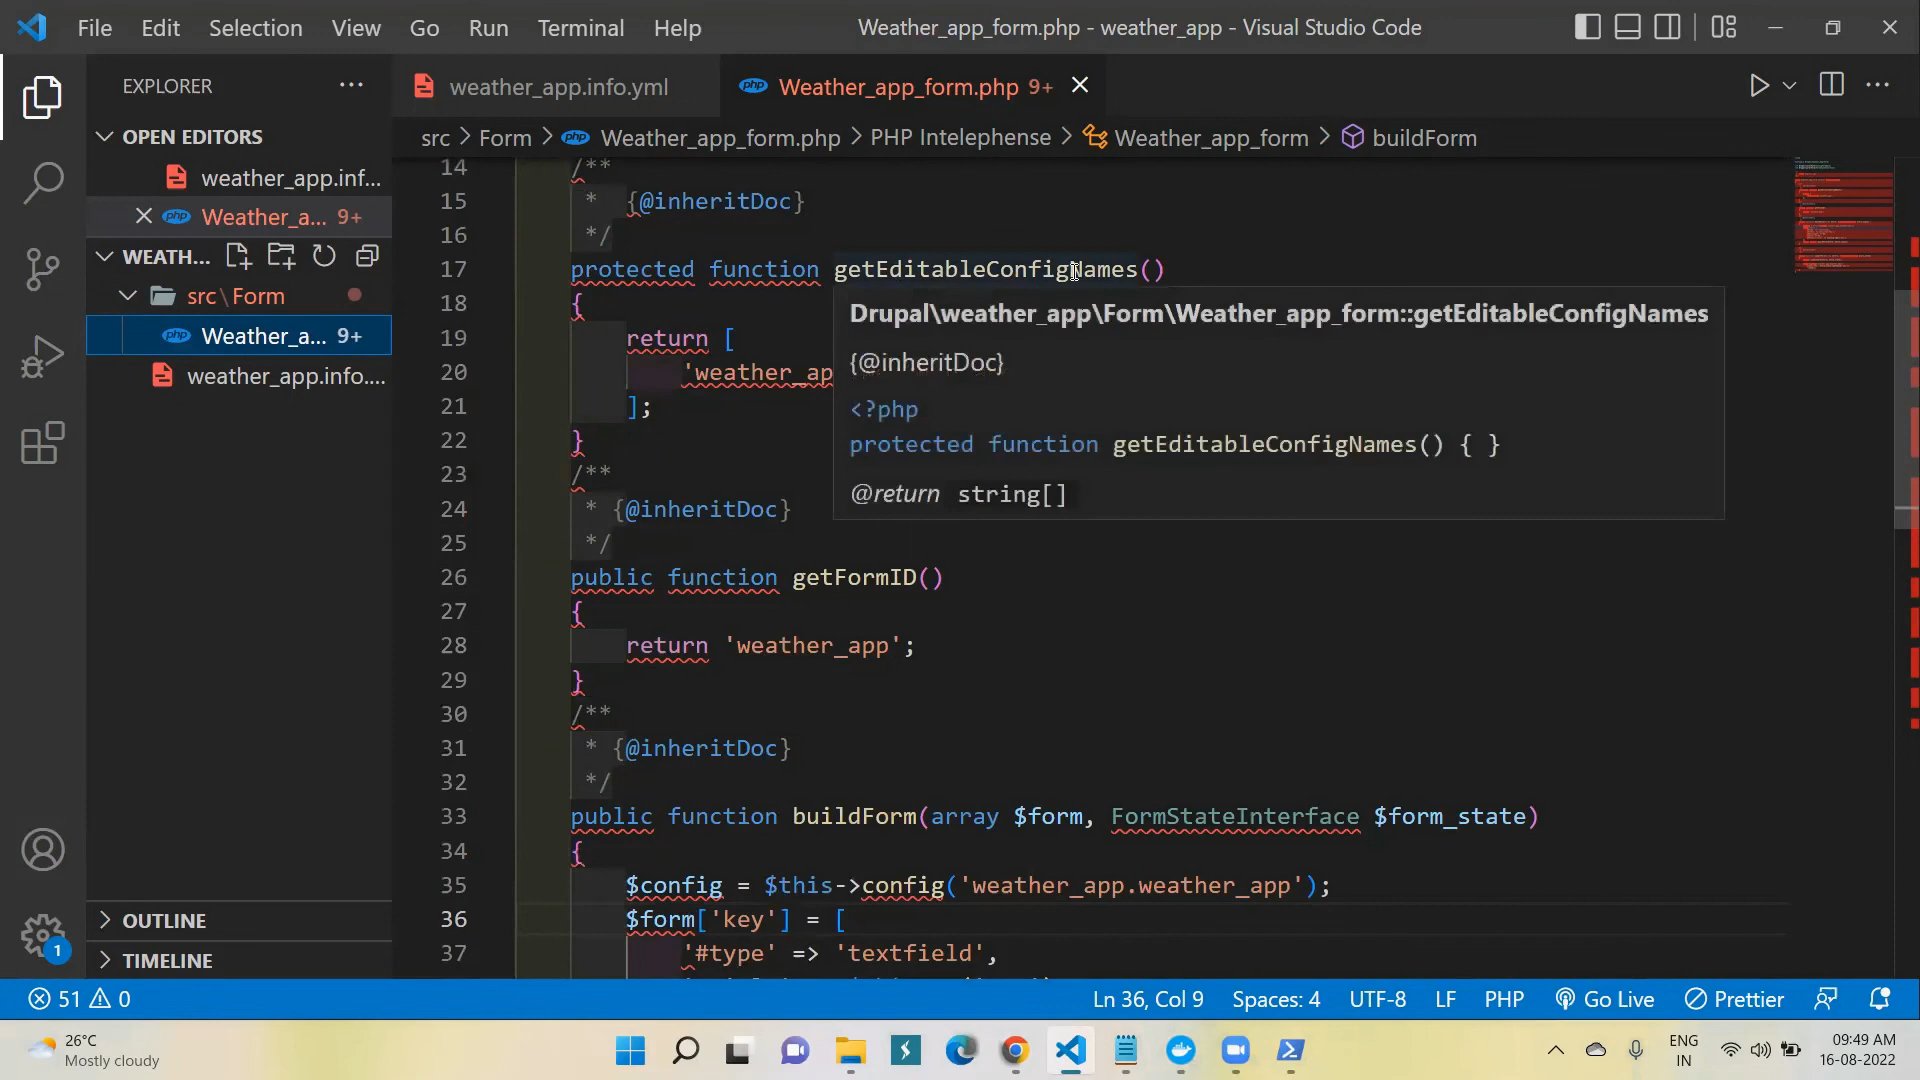 File Edit Selection View Go Run Terminal Help Weather_app_form.php - weather_app - Visual Studio Code
EXPLORER
weather_app.info.yml
Weather_app_form.php 9+
OPEN EDITORS
weather_app.inf...
Weather_a... 9+
WEATH...
src\Form
Weather_a... 9+
weather_app.info....
OUTLINE
TIMELINE
src > Form > Weather_app_form.php > PHP Intelephense > Weather_app_form > buildForm
14 /**
15 * {@inheritDoc}
16 */
17 protected function getEditableConfigNames()
18 {
19 return [
20 'weather_ap
21 ];
22 }
23 /**
24 * {@inheritDoc}
25 */
26 public function getFormID()
27 {
28 return 'weather_app';
29 }
30 /**
31 * {@inheritDoc}
32 */
33 public function buildForm(array $form, FormStateInterface $form_state)
34 {
35 $config = $this->config('weather_app.weather_app');
36 $form['key'] = [
37 '#type' => 'textfield',
Drupal\weather_app\Form\Weather_app_form::getEditableConfigNames
{@inheritDoc}
<?php
protected function getEditableConfigNames() { }
@return string[]
1
51 0
Ln 36, Col 9 Spaces: 4 UTF-8 LF PHP Go Live Prettier
26°C
Mostly cloudy
ENG
IN
09:49 AM
16-08-2022